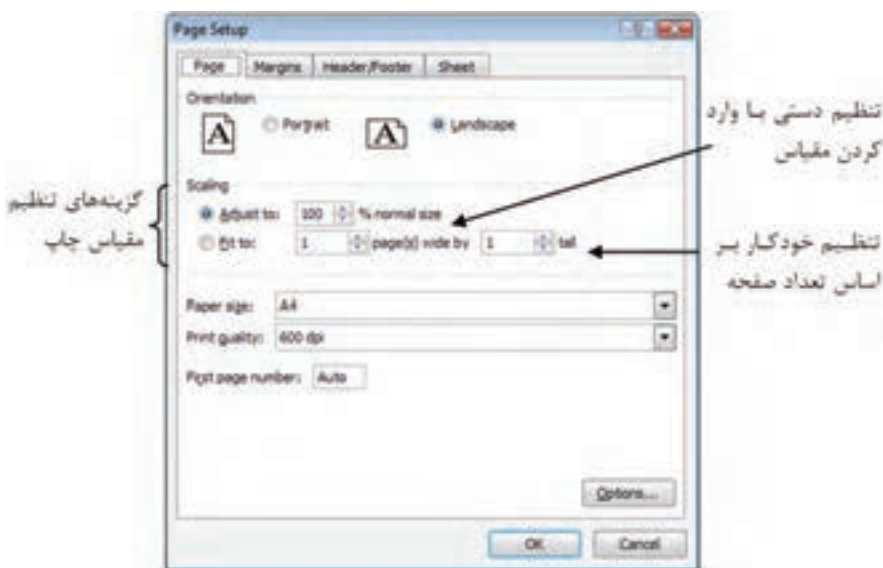 Page Setup
Page Margins Header/Footer Sheet
Orientation
A Portrait A Landscape
Scaling
Adjust to: 100 % normal size
Fit to: 1 page(s) wide by 1 tall
Paper size: A4
Print quality: 600 dpi
First page number: Auto
Options...
OK Cancel
تنظیم دستی با وارد
کردن مقیاس
تنظیم خودکار بر
اساس تعداد صفحه
گزینه‌های تنظیم
مقیاس چاپ